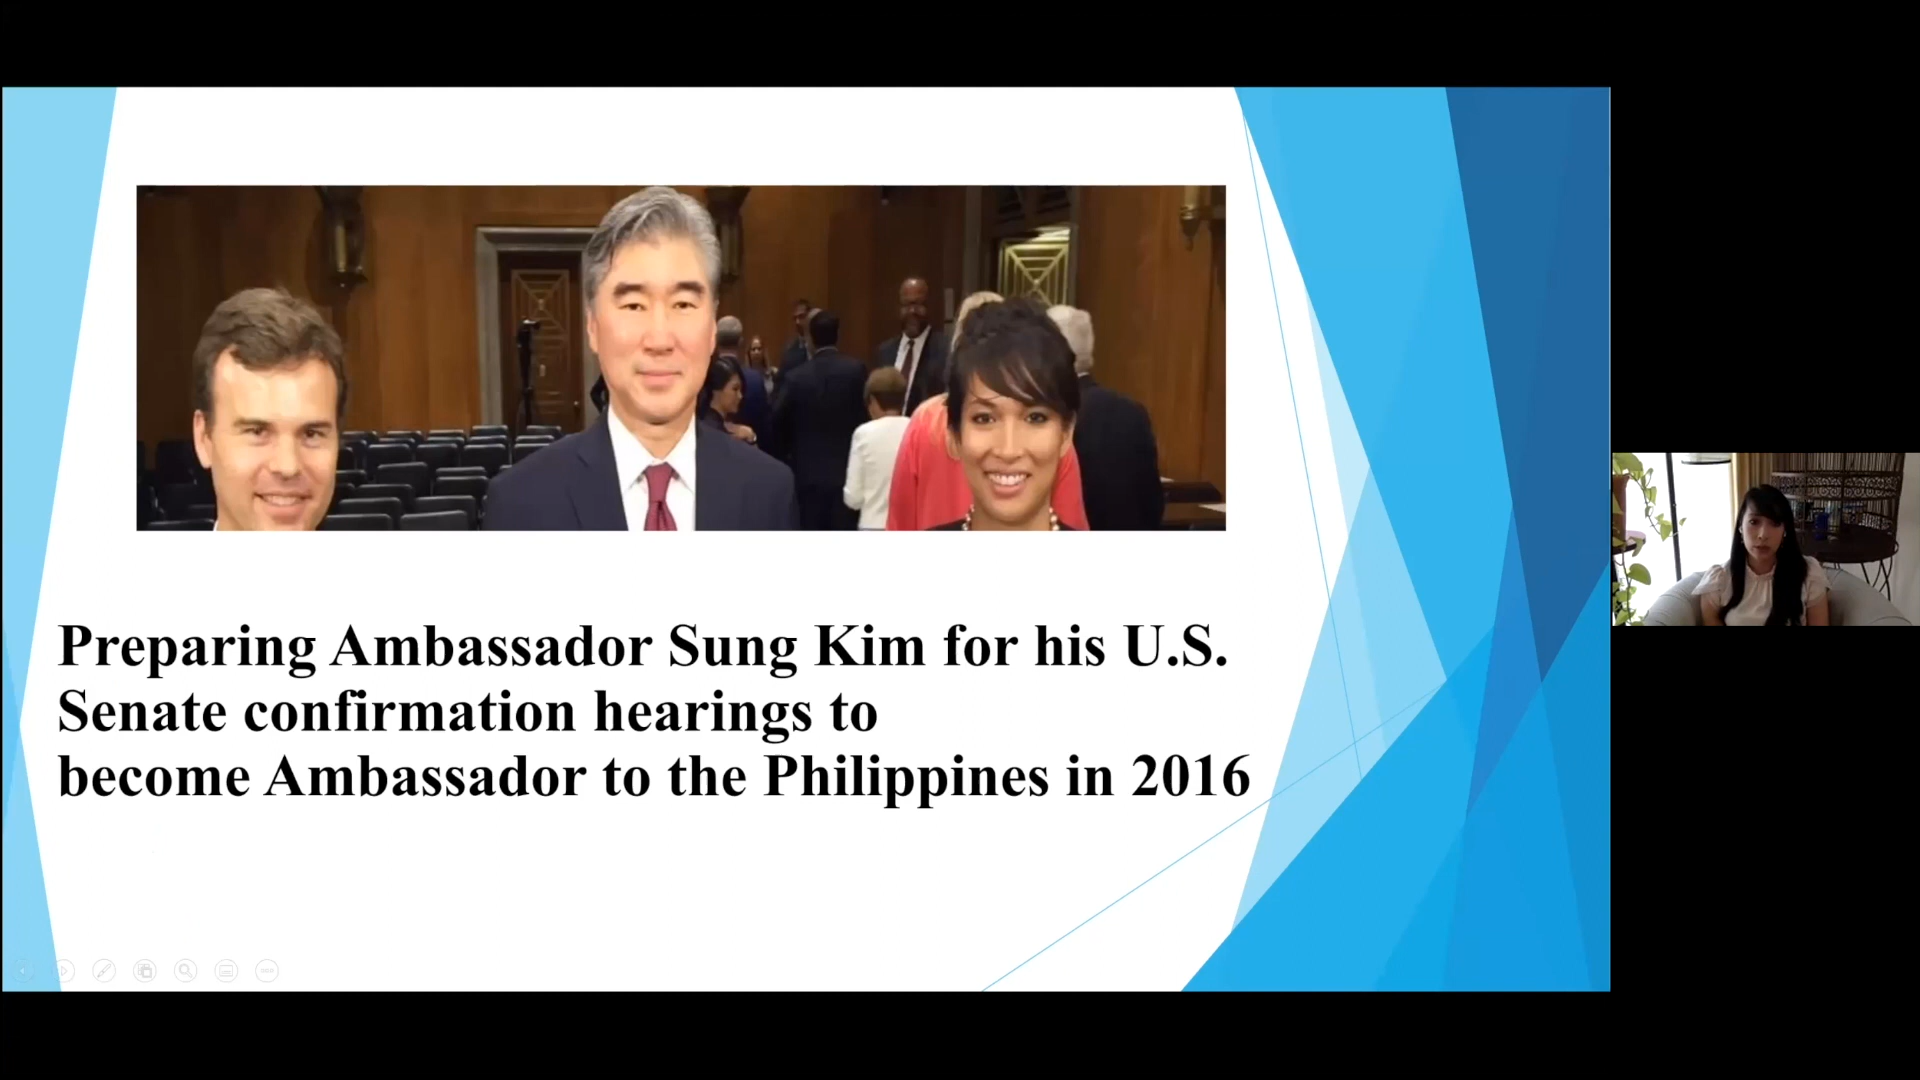 Preparing Ambassador Sung Kim for his U.S.
Senate confirmation hearings to
become Ambassador to the Philippines in 2016